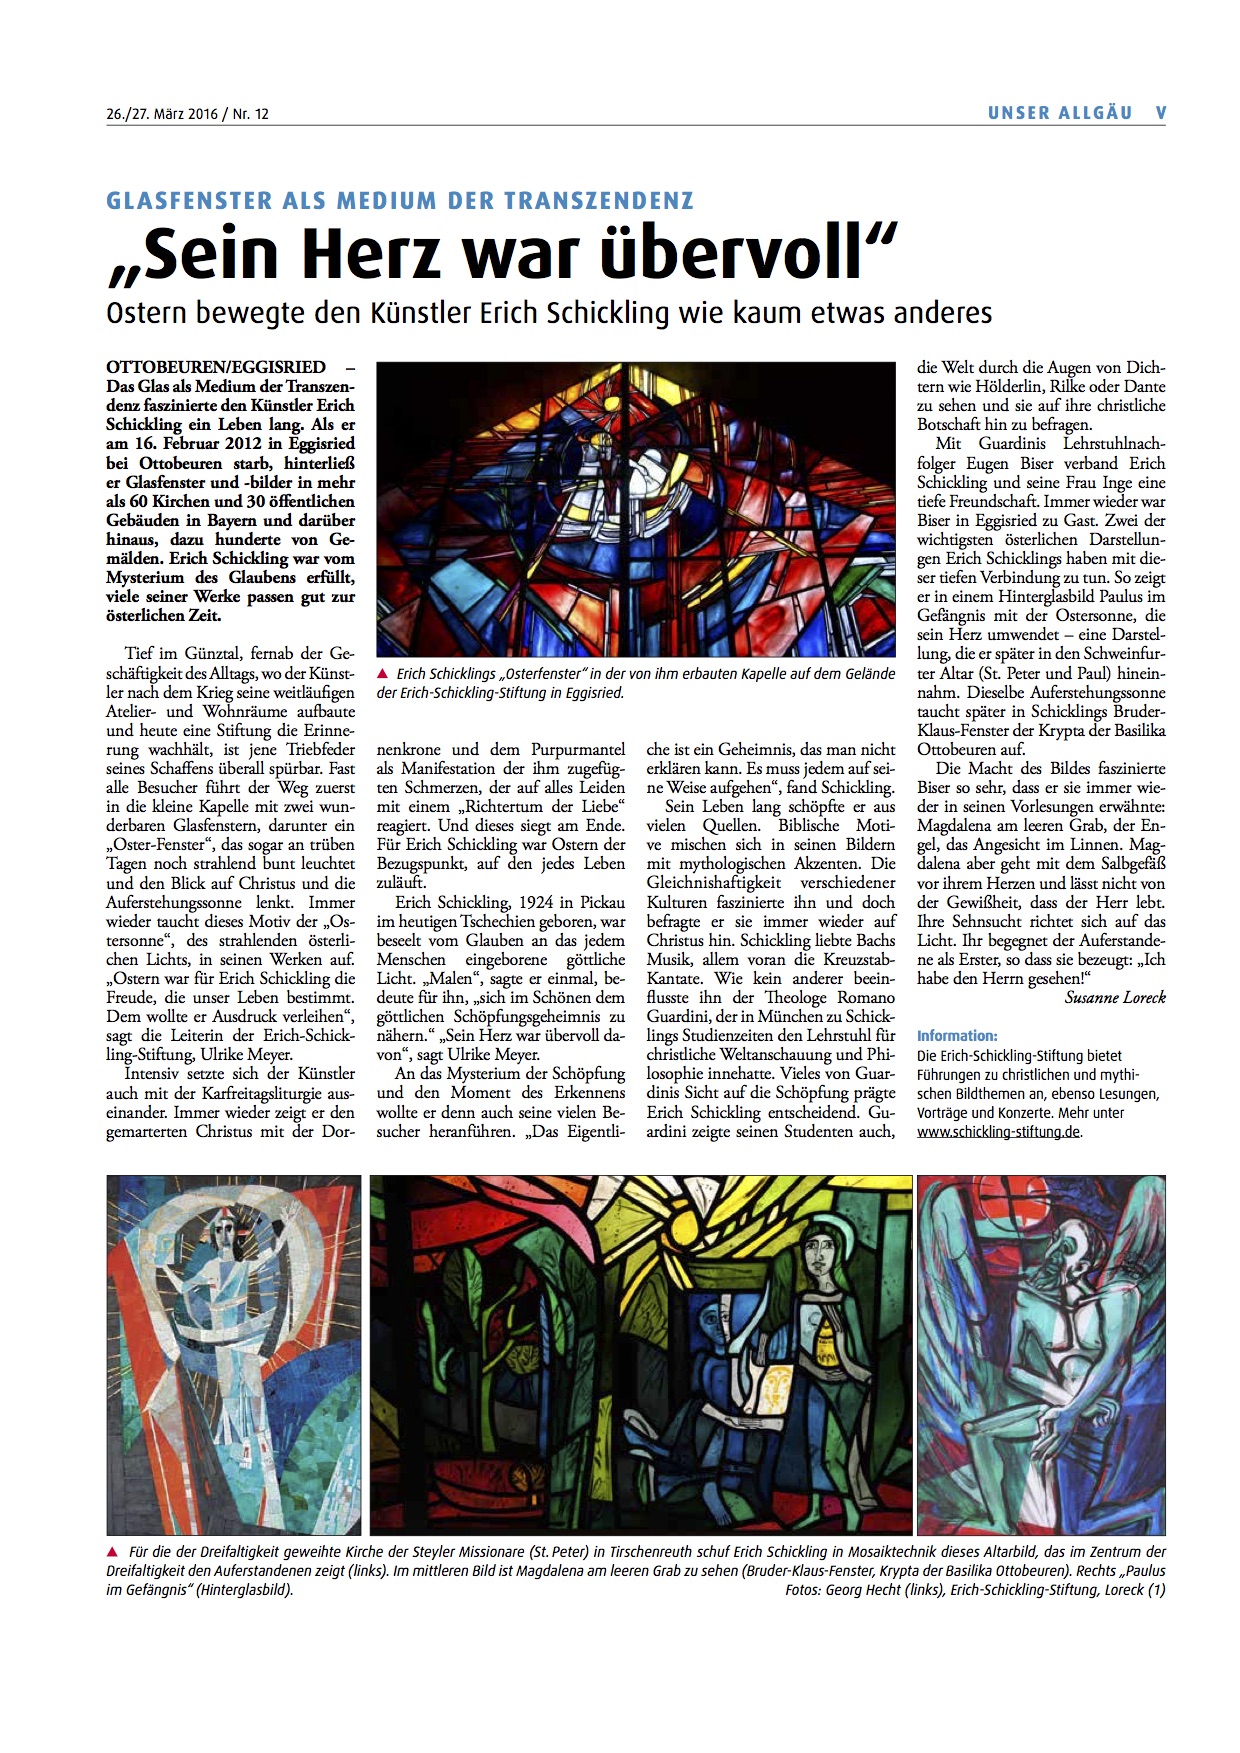 26./27. März 2016 / Nr. 12
UNSER ALLGÄU V
GLASFENSTER ALS MEDIUM DER TRANSZENDENZ
„Sein Herz war übervoll“
Ostern bewegte den Künstler Erich Schickling wie kaum etwas anderes
OTTOBEUREN/EGGISRIED –
Das Glas als Medium der Transzen-
denz faszinierte den Künstler Erich
Schickling ein Leben lang. Als er
am 16. Februar 2012 in Eggisried
bei Ottobeuren starb, hinterließ
er Glasfenster und -bilder in mehr
als 60 Kirchen und 30 öffentlichen
Gebäuden in Bayern und darüber
hinaus, dazu hunderte von Ge-
mälden. Erich Schickling war vom
Mysterium des Glaubens erfüllt,
viele seiner Werke passen gut zur
österlichen Zeit.
Tief im Günztal, fernab der Ge-
schäftigkeit des Alltags, wo der Künst-
ler nach dem Krieg seine weitläufigen
Atelier- und Wohnräume aufbaute
und heute eine Stiftung die Erinne-
rung wachhält, ist jene Triebfeder
seines Schaffens überall spürbar. Fast
alle Besucher führt der Weg zuerst
in die kleine Kapelle mit zwei wun-
derbaren Glasfenstern, darunter ein
„Oster-Fenster“, das sogar an trüben
Tagen noch strahlend bunt leuchtet
und den Blick auf Christus und die
Auferstehungssonne lenkt. Immer
wieder taucht dieses Motiv der „Os-
tersonne“, des strahlenden österli-
chen Lichts, in seinen Werken auf.
„Ostern war für Erich Schickling die
Freude, die unser Leben bestimmt.
Dem wollte er Ausdruck verleihen“,
sagt die Leiterin der Erich-Schick-
ling-Stiftung, Ulrike Meyer.
Intensiv setzte sich der Künstler
auch mit der Karfreitagsliturgie aus-
einander. Immer wieder zeigt er den
gemarterten Christus mit der Dor-
▲ Erich Schicklings „Osterfenster“ in der von ihm erbauten Kapelle auf dem Gelände
der Erich-Schickling-Stiftung in Eggisried.
nenkrone und dem Purpurmantel
als Manifestation der ihm zugefüg-
ten Schmerzen, der auf alles Leiden
mit einem „Richtertum der Liebe“
reagiert. Und dieses siegt am Ende.
Für Erich Schickling war Ostern der
Bezugspunkt, auf den jedes Leben
zuläuft.
Erich Schickling, 1924 in Pickau
im heutigen Tschechien geboren, war
beseelt vom Glauben an das jedem
Menschen eingeborene göttliche
Licht. „Malen“, sagte er einmal, be-
deute für ihn, „sich im Schönen dem
göttlichen Schöpfungsgeheimnis zu
nähern.“ „Sein Herz war übervoll da-
von“, sagt Ulrike Meyer.
An das Mysterium der Schöpfung
und den Moment des Erkennens
wollte er denn auch seine vielen Be-
sucher heranführen. „Das Eigentli-
che ist ein Geheimnis, das man nicht
erklären kann. Es muss jedem auf sei-
ne Weise aufgehen“, fand Schickling.
Sein Leben lang schöpfte er aus
vielen Quellen. Biblische Moti-
ve mischen sich in seinen Bildern
mit mythologischen Akzenten. Die
Gleichnishaftigkeit verschiedener
Kulturen faszinierte ihn und doch
befragte er sie immer wieder auf
Christus hin. Schickling liebte Bachs
Musik, allem voran die Kreuzstab-
Kantate. Wie kein anderer beein-
flusste ihn der Theologe Romano
Guardini, der in München zu Schick-
lings Studienzeiten den Lehrstuhl für
christliche Weltanschauung und Phi-
losophie innehatte. Vieles von Guar-
dinis Sicht auf die Schöpfung prägte
Erich Schickling entscheidend. Gu-
ardini zeigte seinen Studenten auch,
die Welt durch die Augen von Dich-
tern wie Hölderlin, Rilke oder Dante
zu sehen und sie auf ihre christliche
Botschaft hin zu befragen.
Mit Guardinis Lehrstuhlnach-
folger Eugen Biser verband Erich
Schickling und seine Frau Inge eine
tiefe Freundschaft. Immer wieder war
Biser in Eggisried zu Gast. Zwei der
wichtigsten österlichen Darstellun-
gen Erich Schicklings haben mit die-
ser tiefen Verbindung zu tun. So zeigt
er in einem Hinterglasbild Paulus im
Gefängnis mit der Ostersonne, die
sein Herz umwendet – eine Darstel-
lung, die er später in den Schweinfur-
ter Altar (St. Peter und Paul) hinein-
nahm. Dieselbe Auferstehungssonne
taucht später in Schicklings Bruder-
Klaus-Fenster der Krypta der Basilika
Ottobeuren auf.
Die Macht des Bildes faszinierte
Biser so sehr, dass er sie immer wie-
der in seinen Vorlesungen erwähnte:
Magdalena am leeren Grab, der En-
gel, das Angesicht im Linnen. Mag-
dalena aber geht mit dem Salbgefäß
vor ihrem Herzen und lässt nicht von
der Gewißheit, dass der Herr lebt.
Ihre Sehnsucht richtet sich auf das
Licht. Ihr begegnet der Auferstande-
ne als Erster, so dass sie bezeugt: „Ich
habe den Herrn gesehen!“
Susanne Loreck
Information:
Die Erich-Schickling-Stiftung bietet
Führungen zu christlichen und mythi-
schen Bildthemen an, ebenso Lesungen,
Vorträge und Konzerte. Mehr unter
www.schickling-stiftung.de.
▲ Für die der Dreifaltigkeit geweihte Kirche der Steyler Missionare (St. Peter) in Tirschenreuth schuf Erich Schickling in Mosaiktechnik dieses Altarbild, das im Zentrum der
Dreifaltigkeit den Auferstandenen zeigt (links). Im mittleren Bild ist Magdalena am leeren Grab zu sehen (Bruder-Klaus-Fenster, Krypta der Basilika Ottobeuren). Rechts „Paulus
im Gefängnis“ (Hinterglasbild).
Fotos: Georg Hecht (links), Erich-Schickling-Stiftung, Loreck (1)